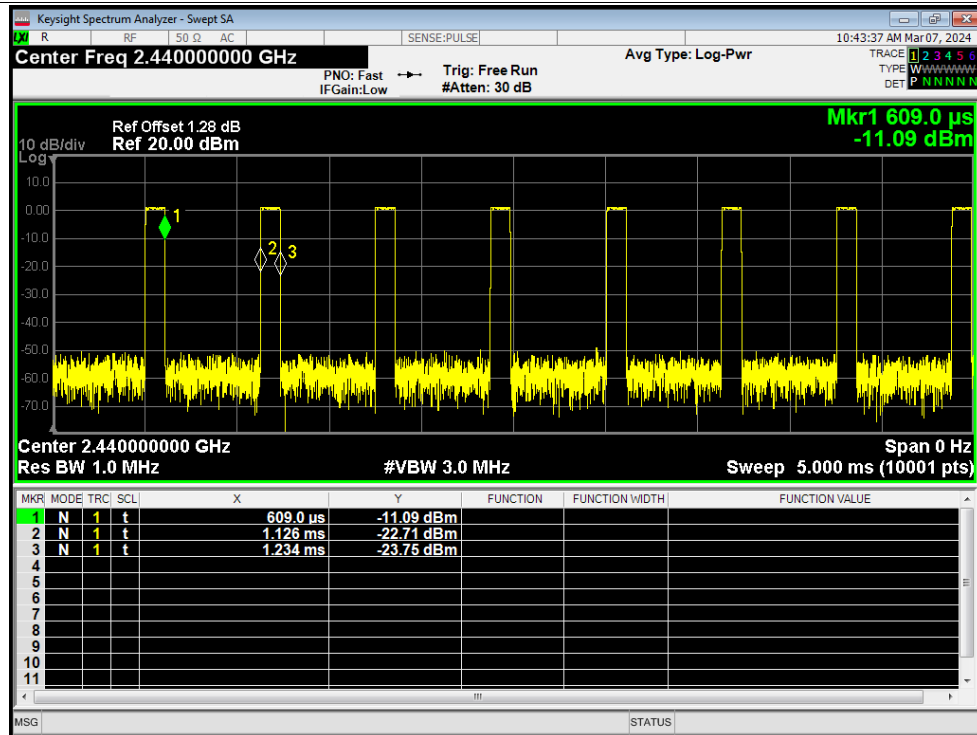 Keysight Spectrum Analyzer - Swept SA
LXI R RF 50 Ω AC SENSE:PULSE 10:43:37 AM Mar 07, 2024
Center Freq 2.440000000 GHz Avg Type: Log-Pwr TRACE 1 2 3 4 5 6
PNO: Fast Trig: Free Run TYPE WWWWWW
IFGain:Low #Atten: 30 dB DET P N N N N N
Mkr1 609.0 µs
Ref Offset 1.28 dB
10 dB/div Ref 20.00 dBm -11.09 dBm
Log
10.0
0.00
1
-10.0
2 3
-20.0
-30.0
-40.0
-50.0
-60.0
-70.0
Center 2.440000000 GHz Span 0 Hz
Res BW 1.0 MHz #VBW 3.0 MHz Sweep 5.000 ms (10001 pts)
MKR MODE TRC SCL X Y FUNCTION FUNCTION WIDTH FUNCTION VALUE
1 N 1 t 609.0 µs -11.09 dBm
2 N 1 t 1.126 ms -22.71 dBm
3 N 1 t 1.234 ms -23.75 dBm
4
5
6
7
8
9
10
11
MSG STATUS